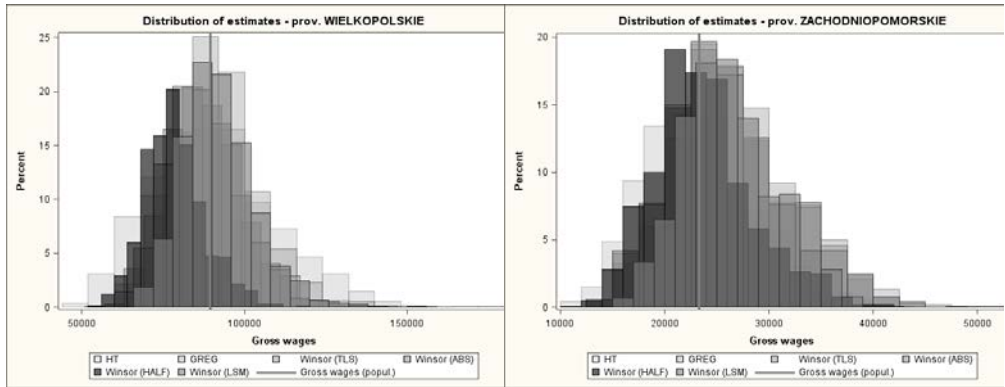 Distribution of estimates - prov. WIELKOPOLSKIE
25
20
15
10
5
0
Percent
50000 100000 150000
Gross wages
HT GREG Winsor (TLS) Winsor (ABS)
Winsor (HALF) Winsor (LSM) Gross wages (popul.)
Distribution of estimates - prov. ZACHODNIOPOMORSKIE
20
15
10
5
0
Percent
10000 20000 30000 40000 50000
Gross wages
HT GREG Winsor (TLS) Winsor (ABS)
Winsor (HALF) Winsor (LSM) Gross wages (popul.)